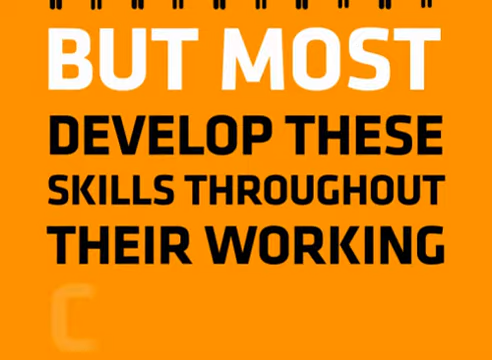 BUT MOST
DEVELOP THESE
SKILLS THROUGHOUT
THEIR WORKING
C